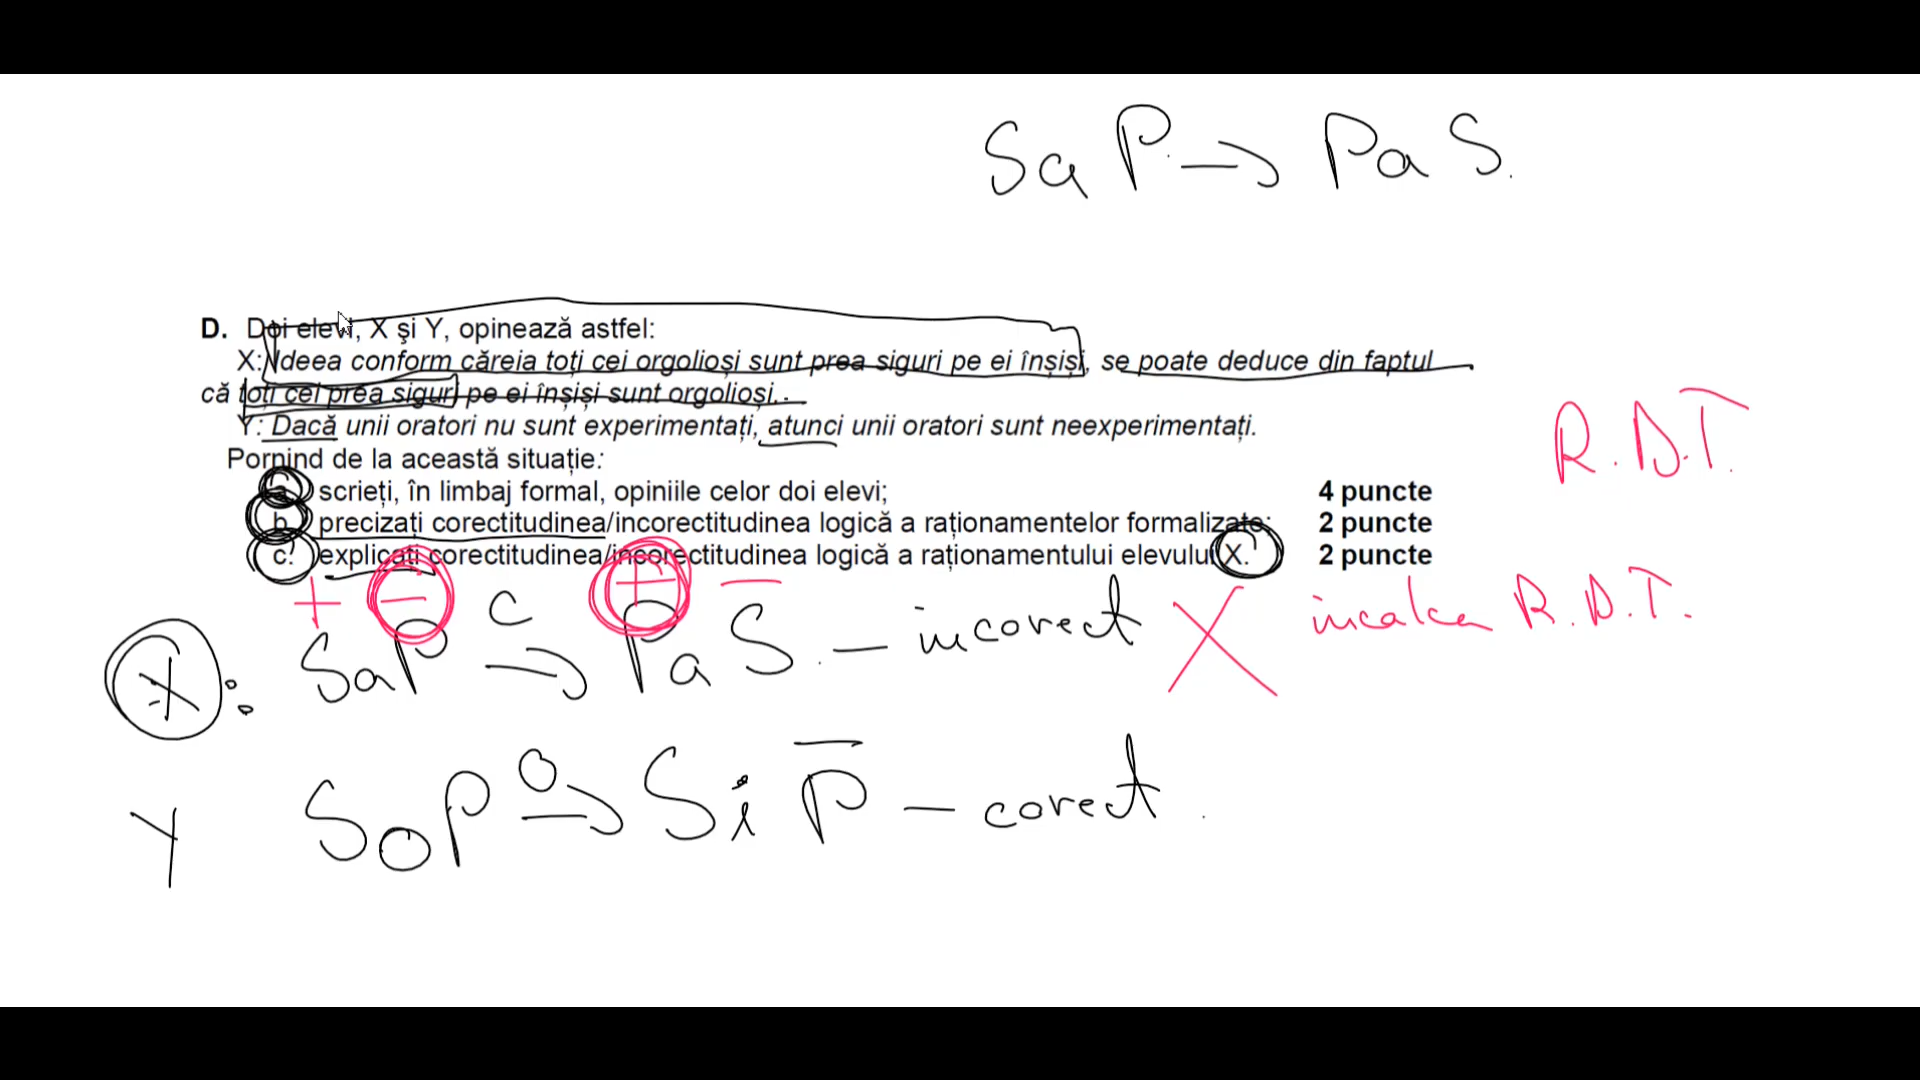 SaP → PaS.
D. Doi elevi, X şi Y, opinează astfel:
X: Ideea conform căreia toți cei orgolioși sunt prea siguri pe ei înșiși, se poate deduce din faptul
că toți cei prea siguri pe ei înșiși sunt orgolioși.
Y: Dacă unii oratori nu sunt experimentați, atunci unii oratori sunt neexperimentați.
R.D.T.
Pornind de la această situație:
a. scrieți, în limbaj formal, opiniile celor doi elevi; 4 puncte
b. precizați corectitudinea/incorectitudinea logică a raționamentelor formalizate; 2 puncte
c. explicați corectitudinea/incorectitudinea logică a raționamentului elevului X. 2 puncte
+ − c + −
X: SaP → PaS. – incorect X incalca R.D.T.
Y SoP o→ SiP̅ – corect.